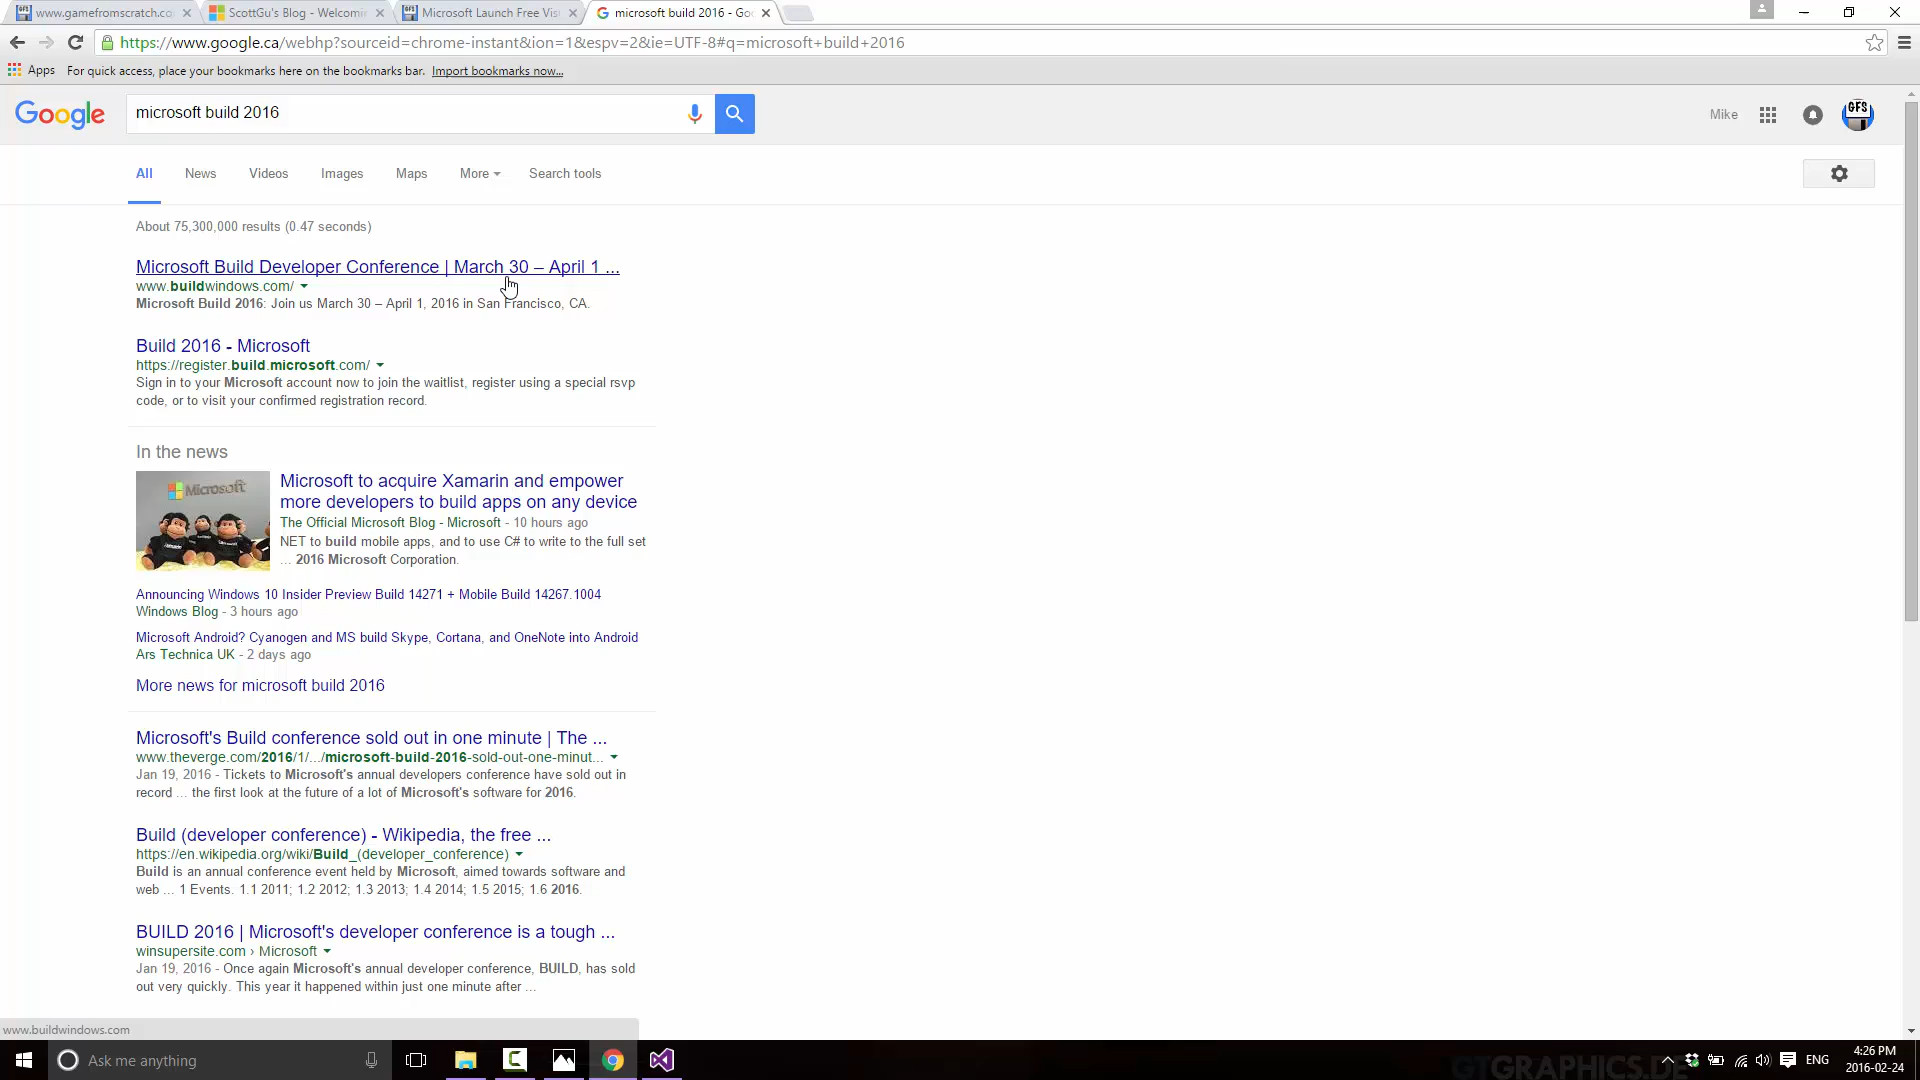 www.gamefromscratch.co
ScottGu's Blog - Welcomin
Microsoft Launch Free Vis
microsoft build 2016 - Goo
https://www.google.ca/webhp?sourceid=chrome-instant&ion=1&espv=2&ie=UTF-8#q=microsoft+build+2016
Apps For quick access, place your bookmarks here on the bookmarks bar. Import bookmarks now...
Google
microsoft build 2016
Mike
GFS
All News Videos Images Maps More Search tools
About 75,300,000 results (0.47 seconds)
Microsoft Build Developer Conference | March 30 – April 1 ...
www.buildwindows.com/
Microsoft Build 2016: Join us March 30 – April 1, 2016 in San Francisco, CA.
Build 2016 - Microsoft
https://register.build.microsoft.com/
Sign in to your Microsoft account now to join the waitlist, register using a special rsvp
code, or to visit your confirmed registration record.
In the news
Microsoft
Microsoft to acquire Xamarin and empower
more developers to build apps on any device
The Official Microsoft Blog - Microsoft - 10 hours ago
NET to build mobile apps, and to use C# to write to the full set
... 2016 Microsoft Corporation.
Announcing Windows 10 Insider Preview Build 14271 + Mobile Build 14267.1004
Windows Blog - 3 hours ago
Microsoft Android? Cyanogen and MS build Skype, Cortana, and OneNote into Android
Ars Technica UK - 2 days ago
More news for microsoft build 2016
Microsoft's Build conference sold out in one minute | The ...
www.theverge.com/2016/1/.../microsoft-build-2016-sold-out-one-minut...
Jan 19, 2016 - Tickets to Microsoft's annual developers conference have sold out in
record ... the first look at the future of a lot of Microsoft's software for 2016.
Build (developer conference) - Wikipedia, the free ...
https://en.wikipedia.org/wiki/Build_(developer_conference)
Build is an annual conference event held by Microsoft, aimed towards software and
web ... 1 Events. 1.1 2011; 1.2 2012; 1.3 2013; 1.4 2014; 1.5 2015; 1.6 2016.
BUILD 2016 | Microsoft's developer conference is a tough ...
winsupersite.com › Microsoft
Jan 19, 2016 - Once again Microsoft's annual developer conference, BUILD, has sold
out very quickly. This year it happened within just one minute after ...
www.buildwindows.com
Ask me anything
GTGRAPHICS.DE
ENG
4:26 PM
2016-02-24